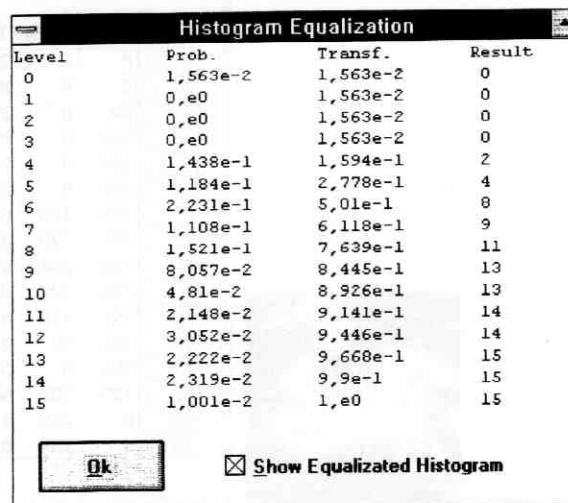 Histogram Equalization
Level Prob. Transf. Result
0 1,563e-2 1,563e-2 0
1 0,e0 1,563e-2 0
2 0,e0 1,563e-2 0
3 0,e0 1,563e-2 0
4 1,438e-1 1,594e-1 2
5 1,184e-1 2,778e-1 4
6 2,231e-1 5,01e-1 8
7 1,108e-1 6,118e-1 9
8 1,521e-1 7,639e-1 11
9 8,057e-2 8,445e-1 13
10 4,81e-2 8,926e-1 13
11 2,148e-2 9,141e-1 14
12 3,052e-2 9,446e-1 14
13 2,222e-2 9,668e-1 15
14 2,319e-2 9,9e-1 15
15 1,001e-2 1,e0 15
Ok Show Equalizated Histogram